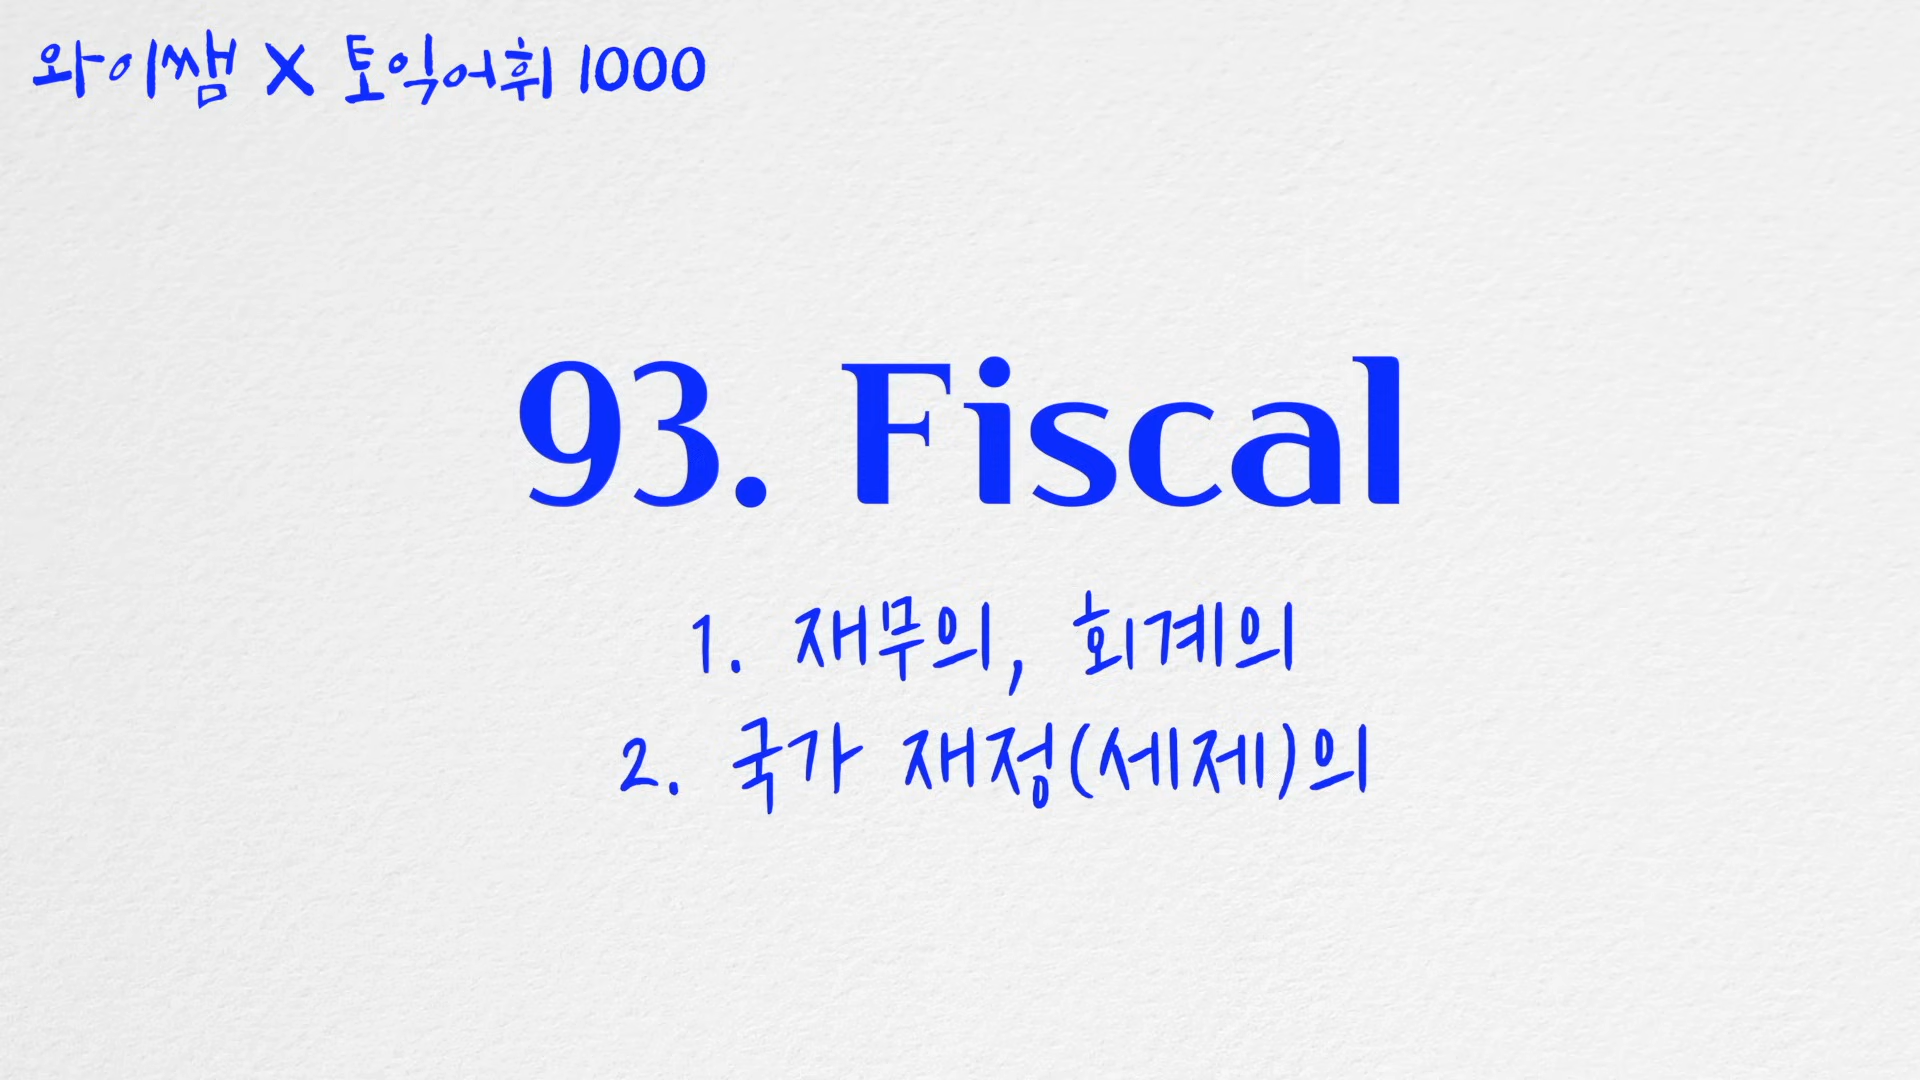 와이쌤 X 토익어휘 1000
93. Fiscal
1. 재무의, 회계의
2. 국가 재정(세제)의